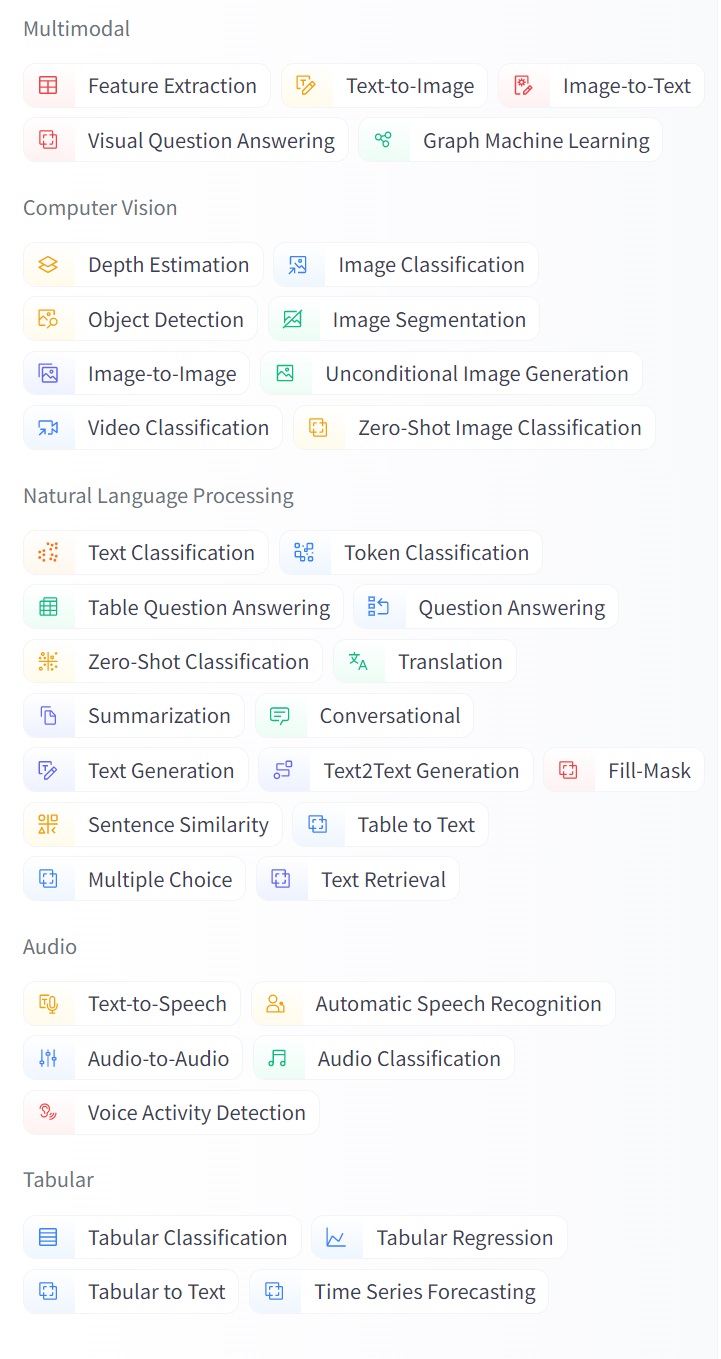 Multimodal
Feature Extraction Text-to-Image Image-to-Text
Visual Question Answering Graph Machine Learning
Computer Vision
Depth Estimation Image Classification
Object Detection Image Segmentation
Image-to-Image Unconditional Image Generation
Video Classification Zero-Shot Image Classification
Natural Language Processing
Text Classification Token Classification
Table Question Answering Question Answering
Zero-Shot Classification Translation
Summarization Conversational
Text Generation Text2Text Generation Fill-Mask
Sentence Similarity Table to Text
Multiple Choice Text Retrieval
Audio
Text-to-Speech Automatic Speech Recognition
Audio-to-Audio Audio Classification
Voice Activity Detection
Tabular
Tabular Classification Tabular Regression
Tabular to Text Time Series Forecasting